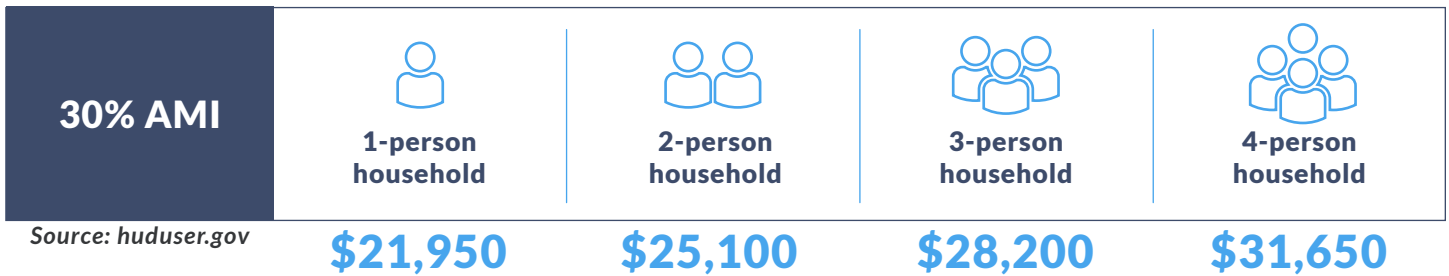 30% AMI
1-person
household
2-person
household
3-person
household
4-person
household
Source: huduser.gov
$21,950
$25,100
$28,200
$31,650